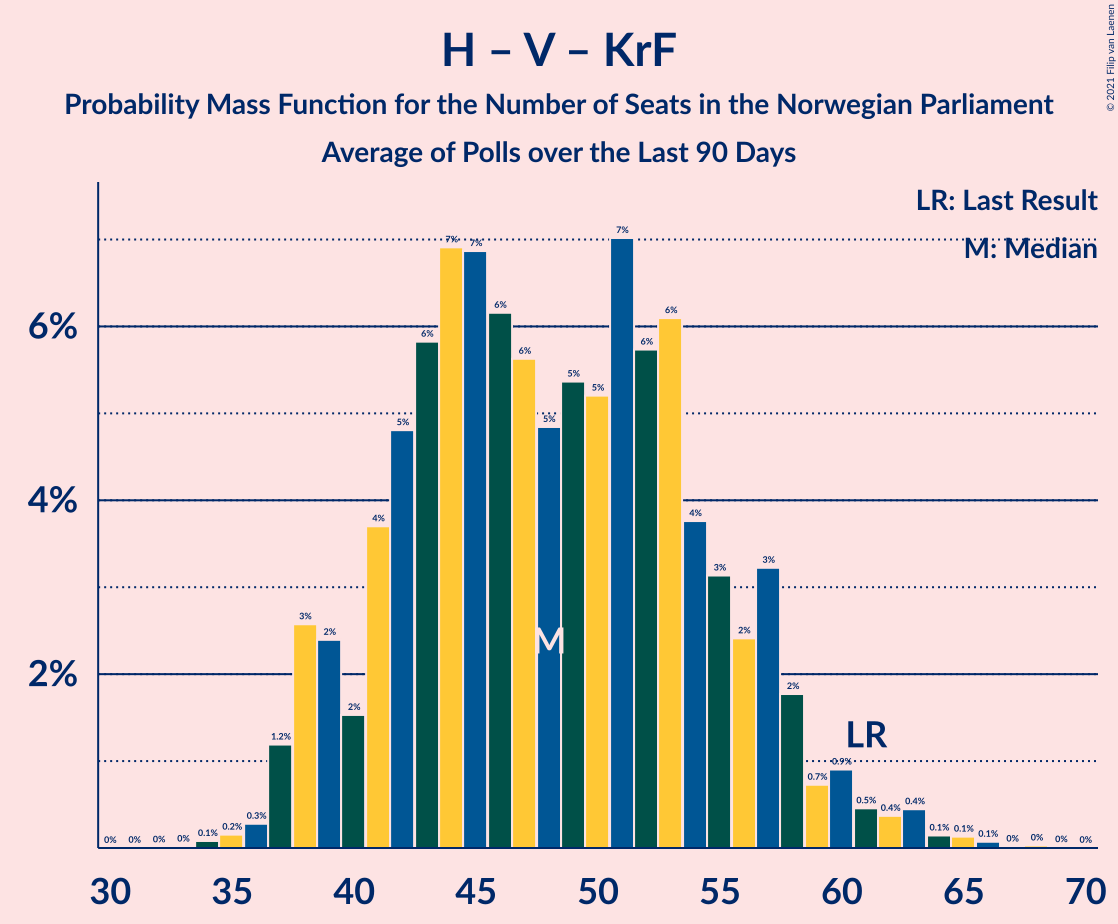 H – V – KrF
Probability Mass Function for the Number of Seats in the Norwegian Parliament
Average of Polls over the Last 90 Days
© 2021 Filip van Laenen
LR: Last Result
M: Median
7% 7% 7%
6% 6% 6% 6% 6% 6%
5% 5% 5% 5%
4%
4% 4%
3% 3%
3% 2% 2%
2%
2% 2%
LR
1.2% 0.7% 0.9%
0% 0% 0% 0% 0.1% 0.2% 0.3% 0.5% 0.4% 0.4% 0.1% 0.1% 0.1% 0% 0% 0% 0%
M
30 35 40 45 50 55 60 65 70